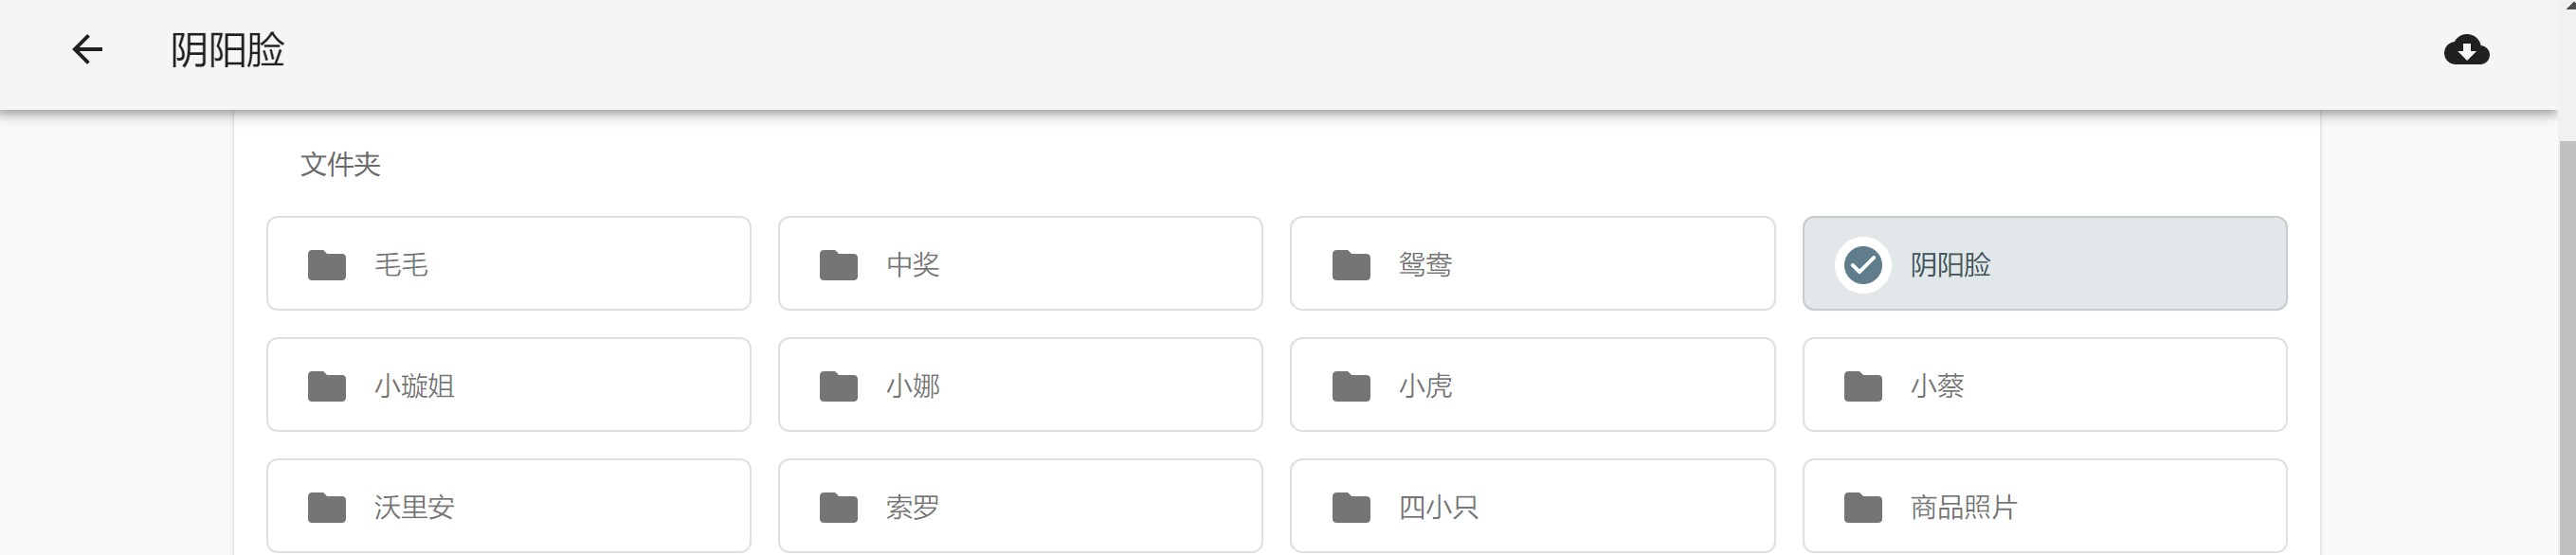 阴阳脸
文件夹
毛毛 中奖 鸳鸯 阴阳脸
小璇姐 小娜 小虎 小蔡
沃里安 索罗 四小只 商品照片